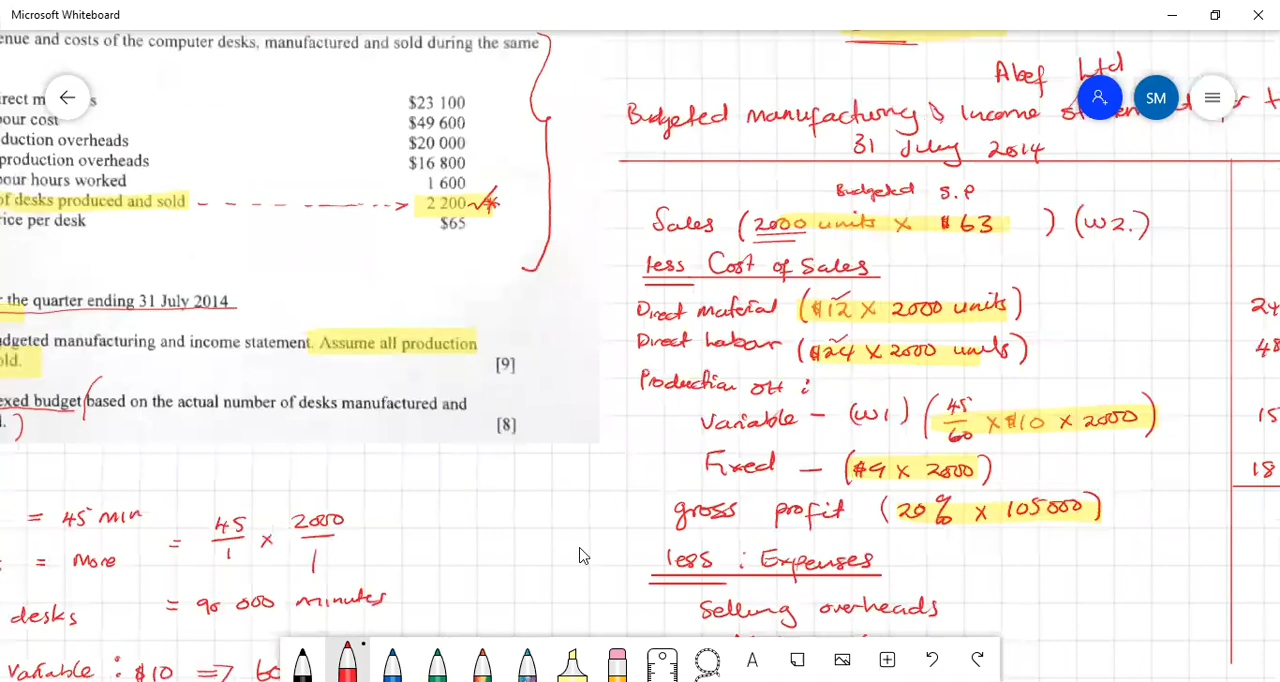 Microsoft Whiteboard
enue and costs of the computer desks, manufactured and sold during the same
irect m s $23 100
bour cost $49 600
duction overheads $20 000
production overheads $16 800
bour hours worked 1 600
of desks produced and sold 2 200
rice per desk $65
r the quarter ending 31 July 2014
dgeted manufacturing and income statement. Assume all production
old.
[9]
exed budget (based on the actual number of desks manufactured and
l. )
[8]
= 45 min = 45/1 x 2000/1
= more
desks = 90 000 minutes
variable : $10 => 60
Abef Ltd
SM
Budgeted manufacturing & Income
31 July 2014
Budgeted S.P
Sales (2000 units x $63 ) (W2.)
less Cost of Sales
Direct material ($12 x 2000 units) 24
Direct labour ($24 x 2000 units) 48
Production OH :
Variable - (W1) (45/60 x $10 x 2000) 15
Fixed - ($9 x 2000) 18
gross profit (20% x 105000)
less : Expenses
Selling overheads
A